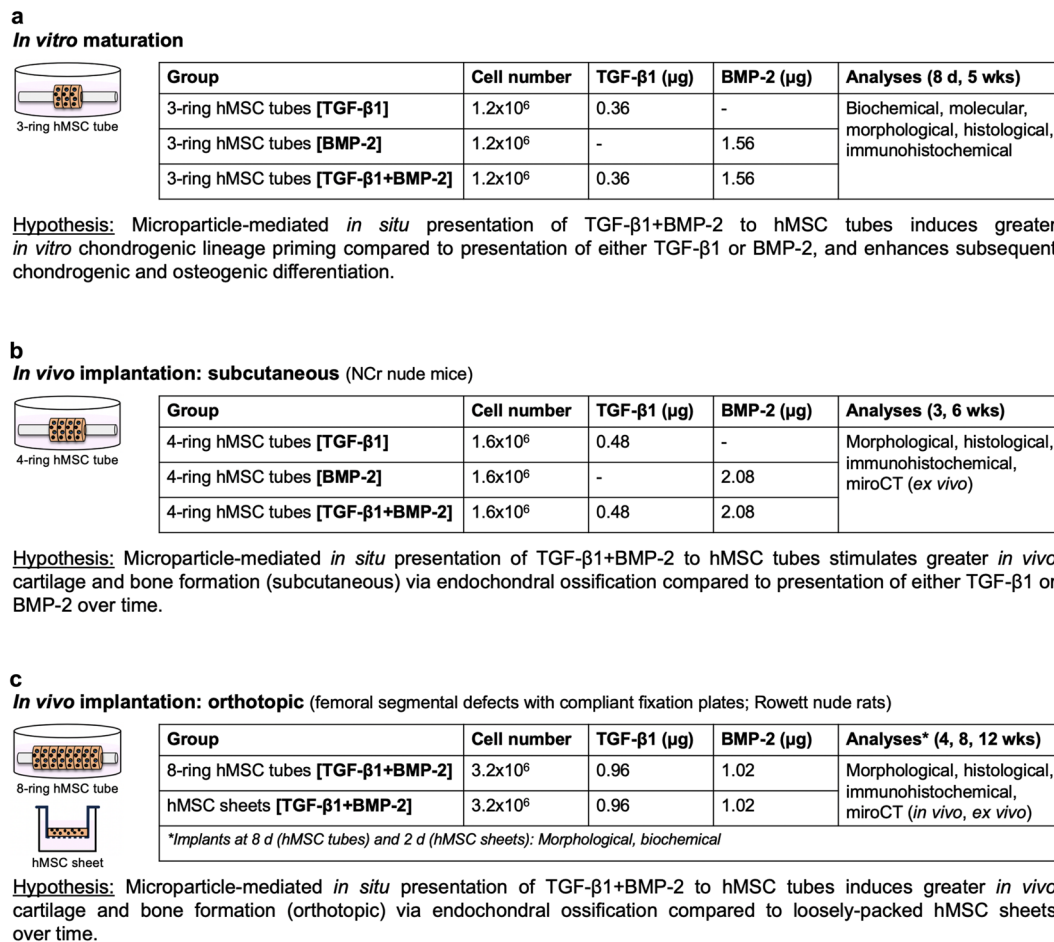 a
In vitro maturation
3-ring hMSC tube
Group Cell number TGF-β1 (µg) BMP-2 (µg) Analyses (8 d, 5 wks)
3-ring hMSC tubes [TGF-β1] 1.2x10⁶ 0.36 - Biochemical, molecular,
morphological, histological,
immunohistochemical
3-ring hMSC tubes [BMP-2] 1.2x10⁶ - 1.56
3-ring hMSC tubes [TGF-β1+BMP-2] 1.2x10⁶ 0.36 1.56
Hypothesis: Microparticle-mediated in situ presentation of TGF-β1+BMP-2 to hMSC tubes induces greater
in vitro chondrogenic lineage priming compared to presentation of either TGF-β1 or BMP-2, and enhances subsequent
chondrogenic and osteogenic differentiation.
b
In vivo implantation: subcutaneous (NCr nude mice)
4-ring hMSC tube
Group Cell number TGF-β1 (µg) BMP-2 (µg) Analyses (3, 6 wks)
4-ring hMSC tubes [TGF-β1] 1.6x10⁶ 0.48 - Morphological, histological,
immunohistochemical,
miroCT (ex vivo)
4-ring hMSC tubes [BMP-2] 1.6x10⁶ - 2.08
4-ring hMSC tubes [TGF-β1+BMP-2] 1.6x10⁶ 0.48 2.08
Hypothesis: Microparticle-mediated in situ presentation of TGF-β1+BMP-2 to hMSC tubes stimulates greater in vivo
cartilage and bone formation (subcutaneous) via endochondral ossification compared to presentation of either TGF-β1 or
BMP-2 over time.
c
In vivo implantation: orthotopic (femoral segmental defects with compliant fixation plates; Rowett nude rats)
8-ring hMSC tube
hMSC sheet
Group Cell number TGF-β1 (µg) BMP-2 (µg) Analyses* (4, 8, 12 wks)
8-ring hMSC tubes [TGF-β1+BMP-2] 3.2x10⁶ 0.96 1.02 Morphological, histological,
immunohistochemical,
miroCT (in vivo, ex vivo)
hMSC sheets [TGF-β1+BMP-2] 3.2x10⁶ 0.96 1.02
*Implants at 8 d (hMSC tubes) and 2 d (hMSC sheets): Morphological, biochemical
Hypothesis: Microparticle-mediated in situ presentation of TGF-β1+BMP-2 to hMSC tubes induces greater in vivo
cartilage and bone formation (orthotopic) via endochondral ossification compared to loosely-packed hMSC sheets
over time.